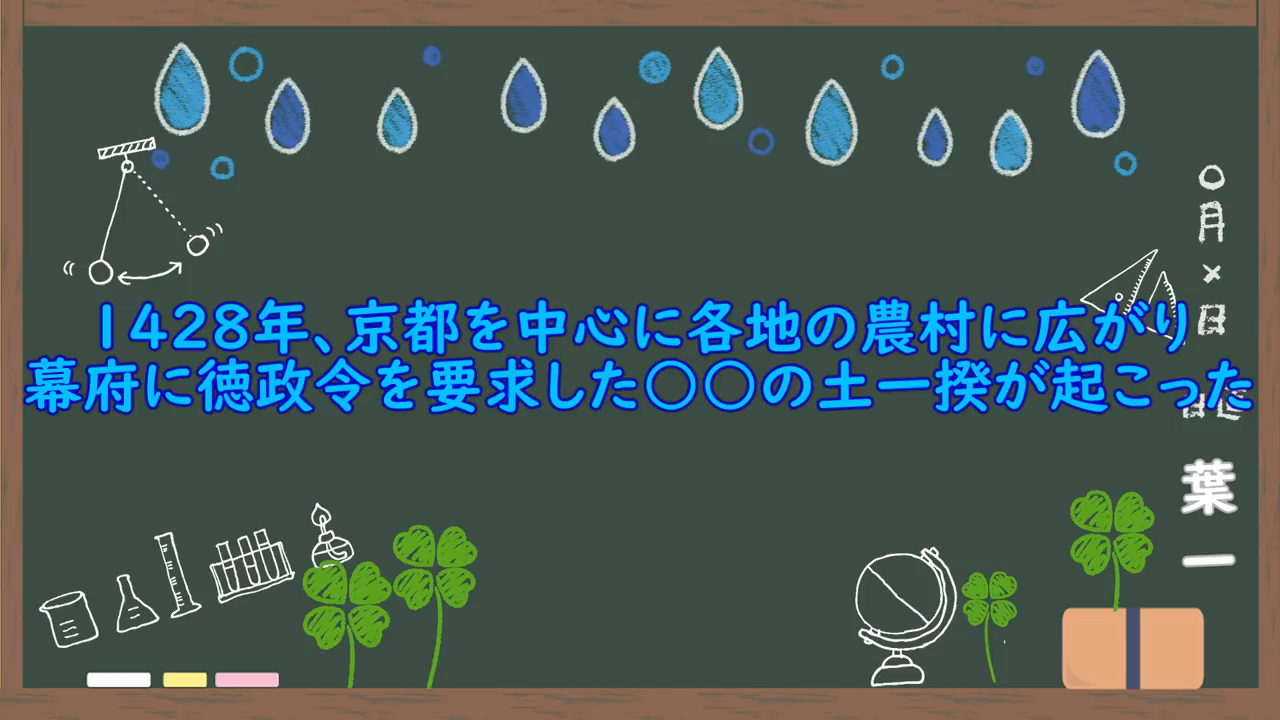 1428年、京都を中心に各地の農村に広がり
幕府に徳政令を要求した○○の土一揆が起こった
○月×日
葉一